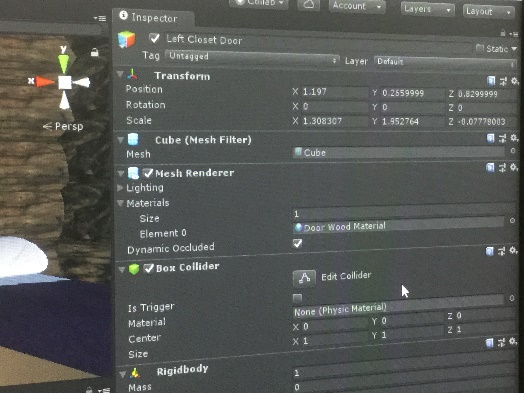 Collab
Account
Layers
Layout
Inspector
Left Closet Door
Static
Tag Untagged
Layer Default
Transform
Position X 1.197 Y 0.2659999 Z 0.8299999
Rotation X 0 Y 0 Z 0
Scale X 1.308307 Y 1.952764 Z -0.07778003
y
x
Persp
Cube (Mesh Filter)
Mesh Cube
Mesh Renderer
Lighting
Materials
Size 1
Element 0 Door Wood Material
Dynamic Occluded
Box Collider
Edit Collider
Is Trigger
Material None (Physic Material)
Center X 0 Y 0 Z 0
Size X 1 Y 1 Z 1
Rigidbody
Mass 1
0